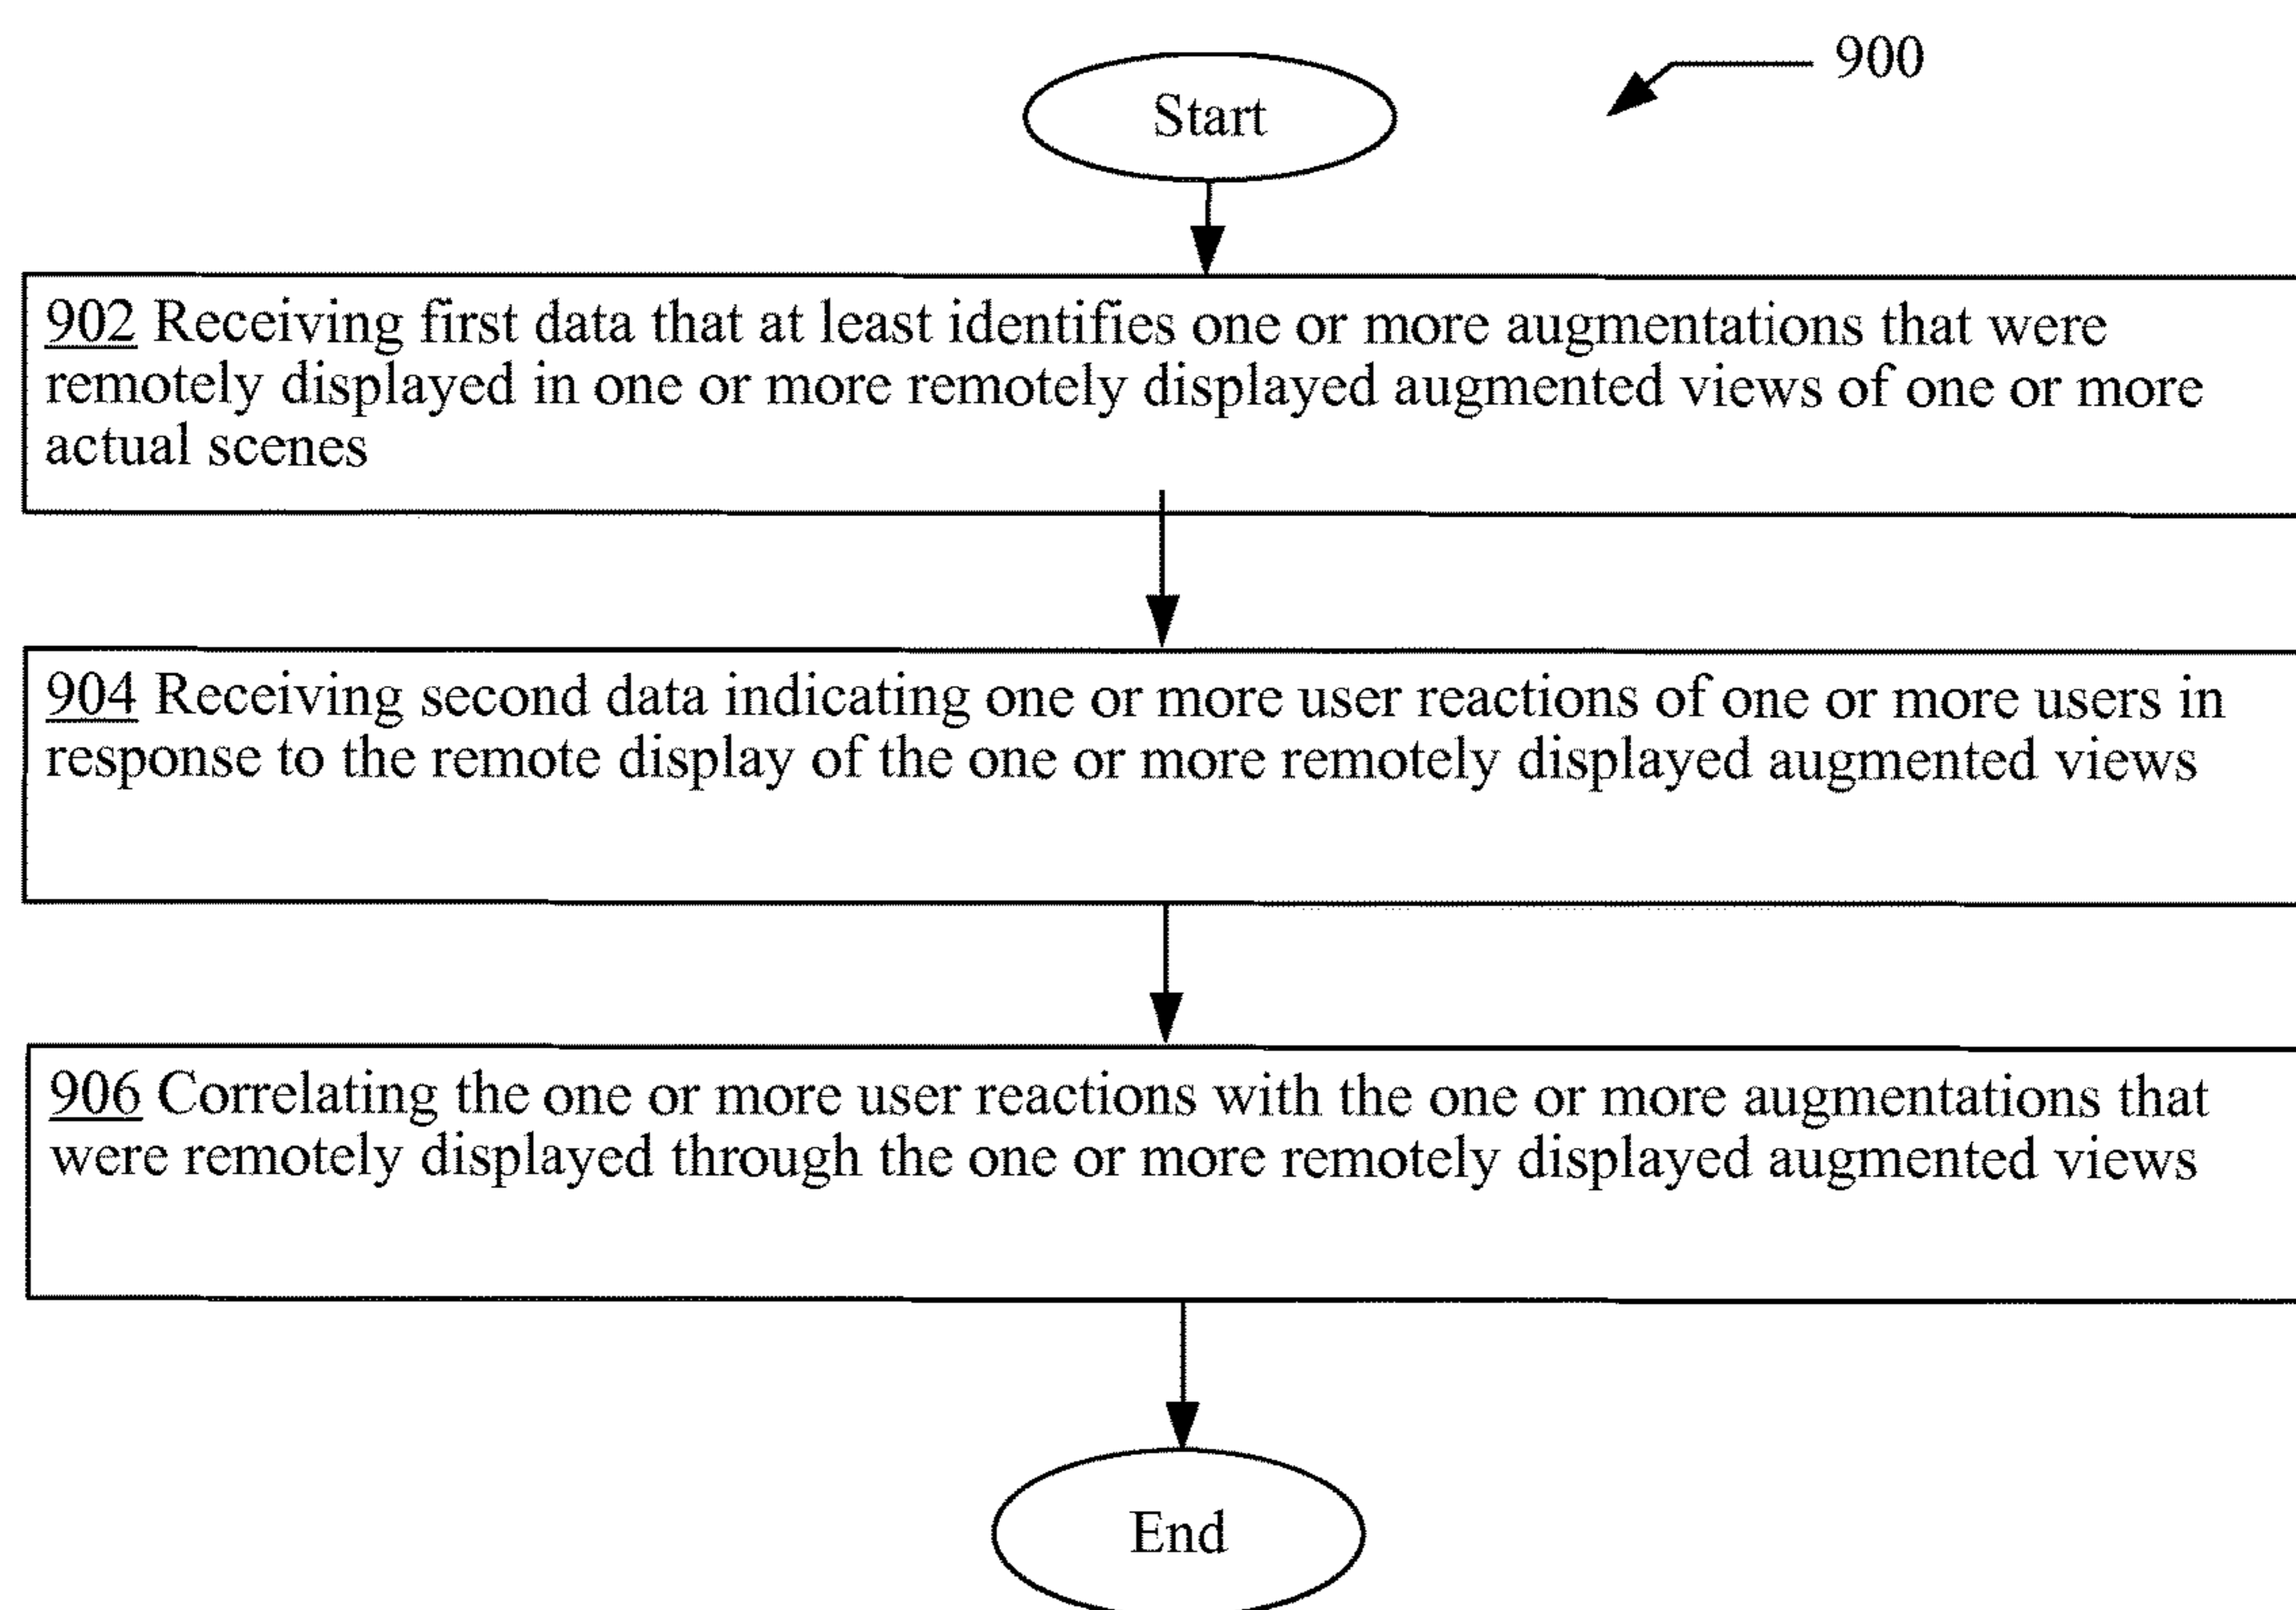 900
Start
902 Receiving first data that at least identifies one or more augmentations that were
remotely displayed in one or more remotely displayed augmented views of one or more
actual scenes
904 Receiving second data indicating one or more user reactions of one or more users in
response to the remote display of the one or more remotely displayed augmented views
906 Correlating the one or more user reactions with the one or more augmentations that
were remotely displayed through the one or more remotely displayed augmented views
End